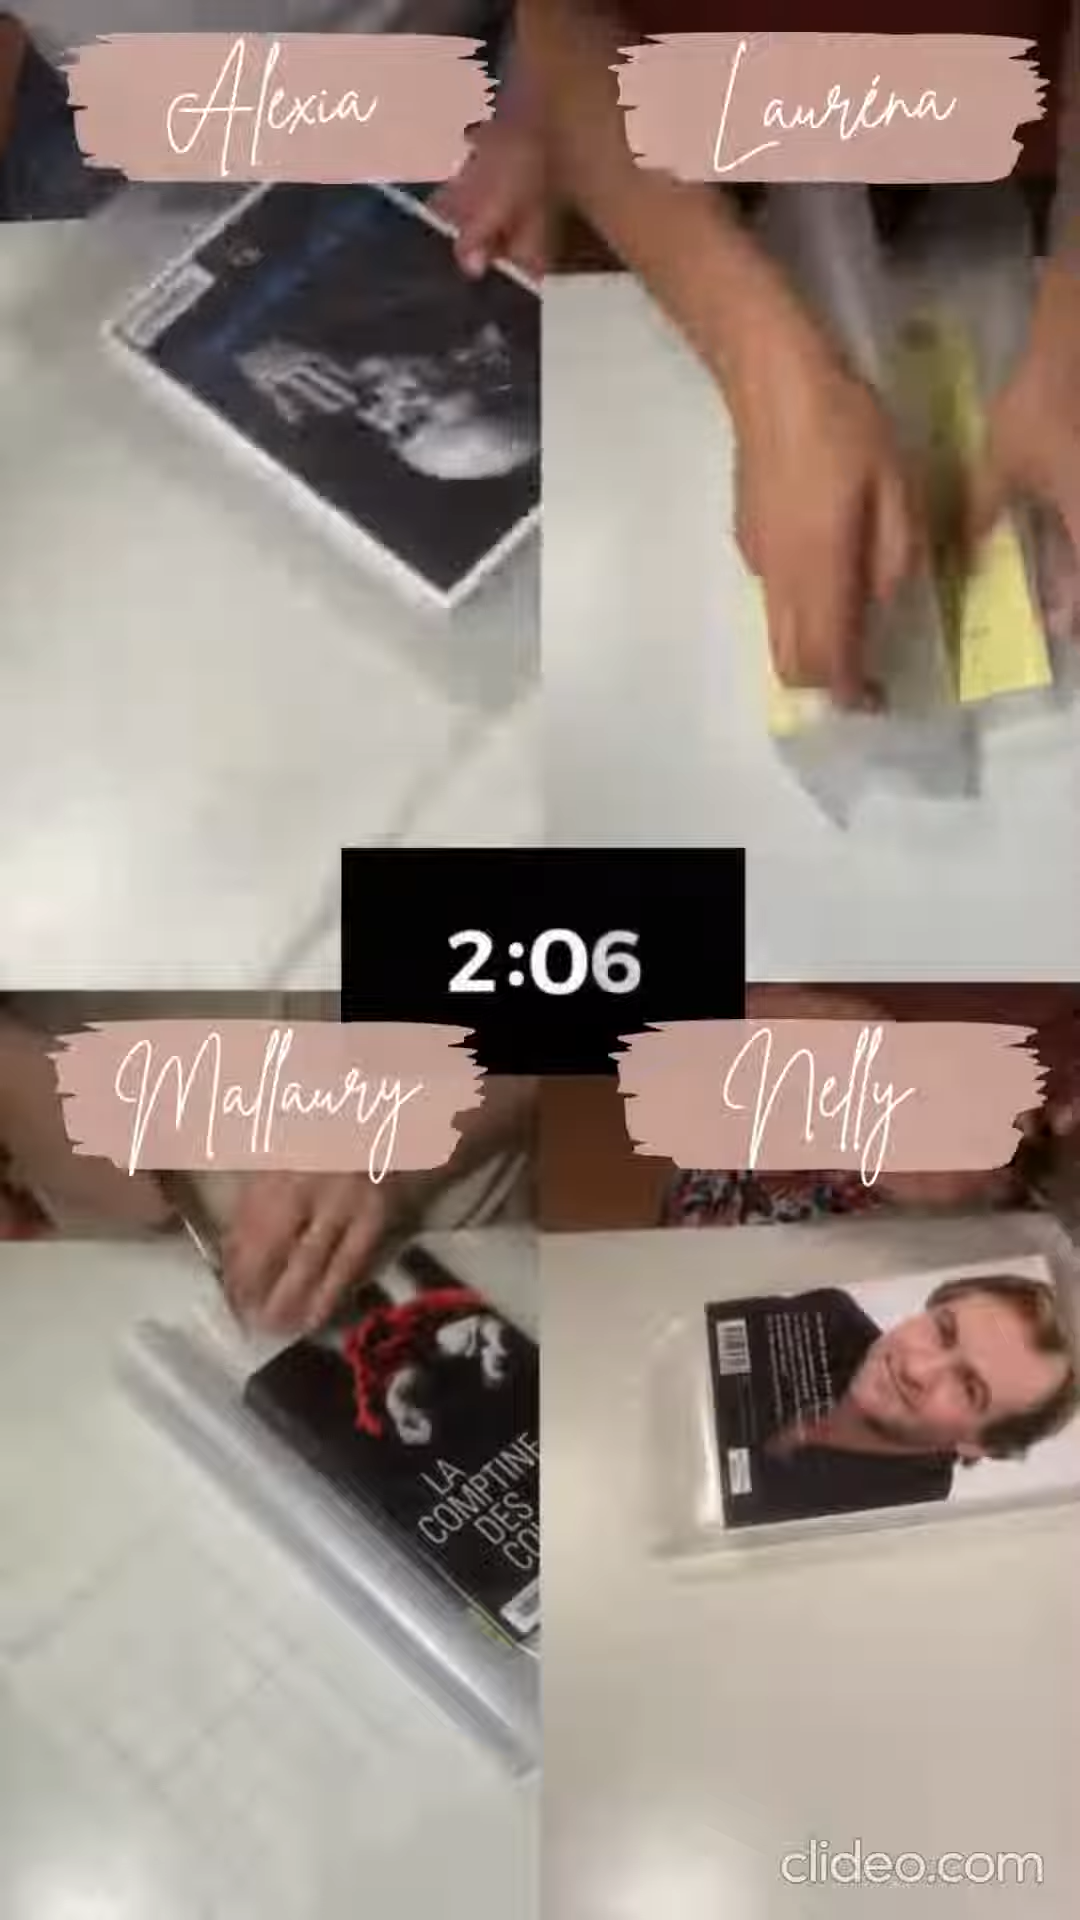 Alexia
Lauréna
2:06
Mallaury
Nelly
LA
COMPTINE
DES
clideo.com